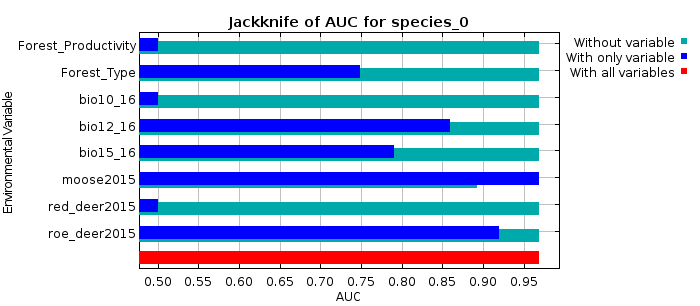 Jackknife of AUC for species_0
Environmental Variable
Forest_Productivity
Forest_Type
bio10_16
bio12_16
bio15_16
moose2015
red_deer2015
roe_deer2015
0.50 0.55 0.60 0.65 0.70 0.75 0.80 0.85 0.90 0.95
AUC
Without variable
With only variable
With all variables